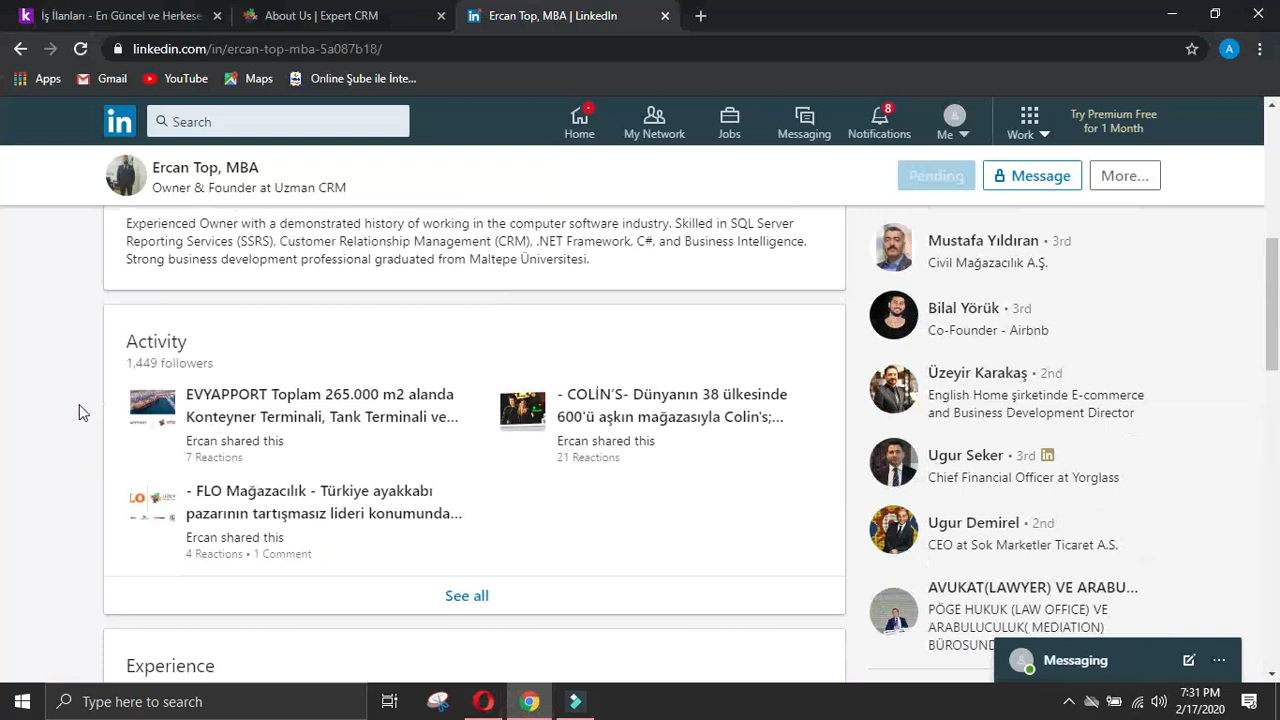 İş İlanları - En Güncel ve Herkese
About Us | Expert CRM
Ercan Top, MBA | LinkedIn
linkedin.com/in/ercan-top-mba-5a087b18/
A
Apps
Gmail
YouTube
Maps
Online Şube ile İnte...
in
Search
Home
My Network
Jobs
Messaging
8
Notifications
Me
Work
Try Premium Free
for 1 Month
Ercan Top, MBA
Owner & Founder at Uzman CRM
Pending
Message
More...
Experienced Owner with a demonstrated history of working in the computer software industry. Skilled in SQL Server
Reporting Services (SSRS), Customer Relationship Management (CRM), .NET Framework, C#, and Business Intelligence.
Strong business development professional graduated from Maltepe Üniversitesi.
Activity
1,449 followers
EVYAPPORT Toplam 265.000 m2 alanda
Konteyner Terminali, Tank Terminali ve...
Ercan shared this
7 Reactions
- COLİN’S- Dünyanın 38 ülkesinde
600'ü aşkın mağazasıyla Colin's;...
Ercan shared this
21 Reactions
- FLO Mağazacılık - Türkiye ayakkabı
pazarının tartışmasız lideri konumunda...
Ercan shared this
4 Reactions • 1 Comment
See all
Experience
Mustafa Yıldıran • 3rd
Civil Mağazacılık A.Ş.
Bilal Yörük • 3rd
Co-Founder - Airbnb
Üzeyir Karakaş • 2nd
English Home şirketinde E-commerce
and Business Development Director
Ugur Seker • 3rd in
Chief Financial Officer at Yorglass
Ugur Demirel • 2nd
CEO at Sok Marketler Ticaret A.S.
AVUKAT(LAWYER) VE ARABU...
PÖGE HUKUK (LAW OFFICE) VE
ARABULUCULUK( MEDIATION)
BÜROSUND
Messaging
Type here to search
7:31 PM
2/17/2020